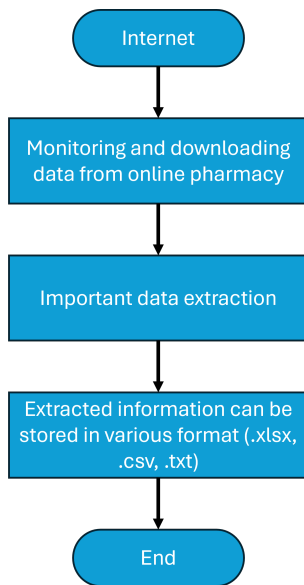 Internet
Monitoring and downloading
data from online pharmacy
Important data extraction
Extracted information can be
stored in various format (.xlsx,
.csv, .txt)
End